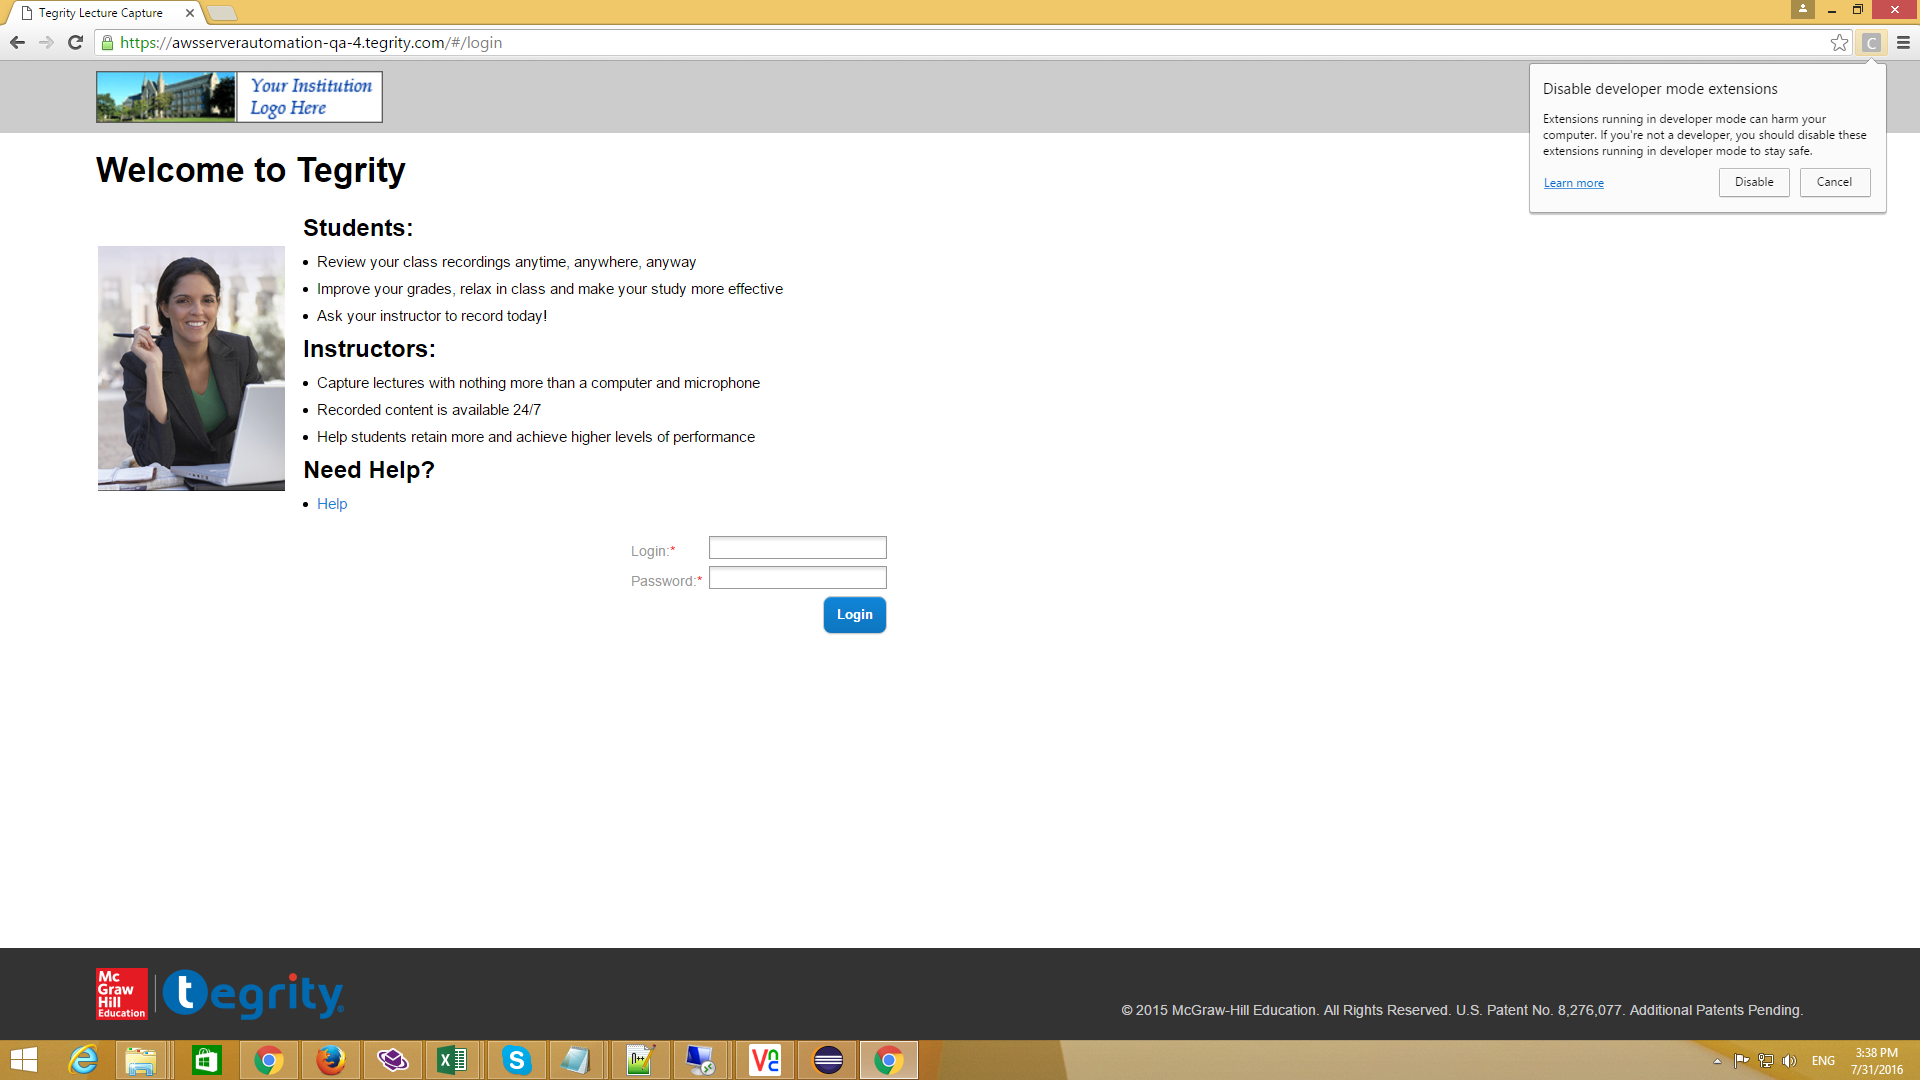 Tegrity Lecture Capture
https://awsserverautomation-qa-4.tegrity.com/#/login
C
Your Institution
Logo Here
Disable developer mode extensions
Extensions running in developer mode can harm your
computer. If you're not a developer, you should disable these
extensions running in developer mode to stay safe.
Learn more
Disable
Cancel
Welcome to Tegrity
Students:
Review your class recordings anytime, anywhere, anyway
Improve your grades, relax in class and make your study more effective
Ask your instructor to record today!
Instructors:
Capture lectures with nothing more than a computer and microphone
Recorded content is available 24/7
Help students retain more and achieve higher levels of performance
Need Help?
Help
Login:*
Password:*
Login
Mc
Graw
Hill
Education
tegrity
© 2015 McGraw-Hill Education. All Rights Reserved. U.S. Patent No. 8,276,077. Additional Patents Pending.
ENG
3:38 PM
7/31/2016